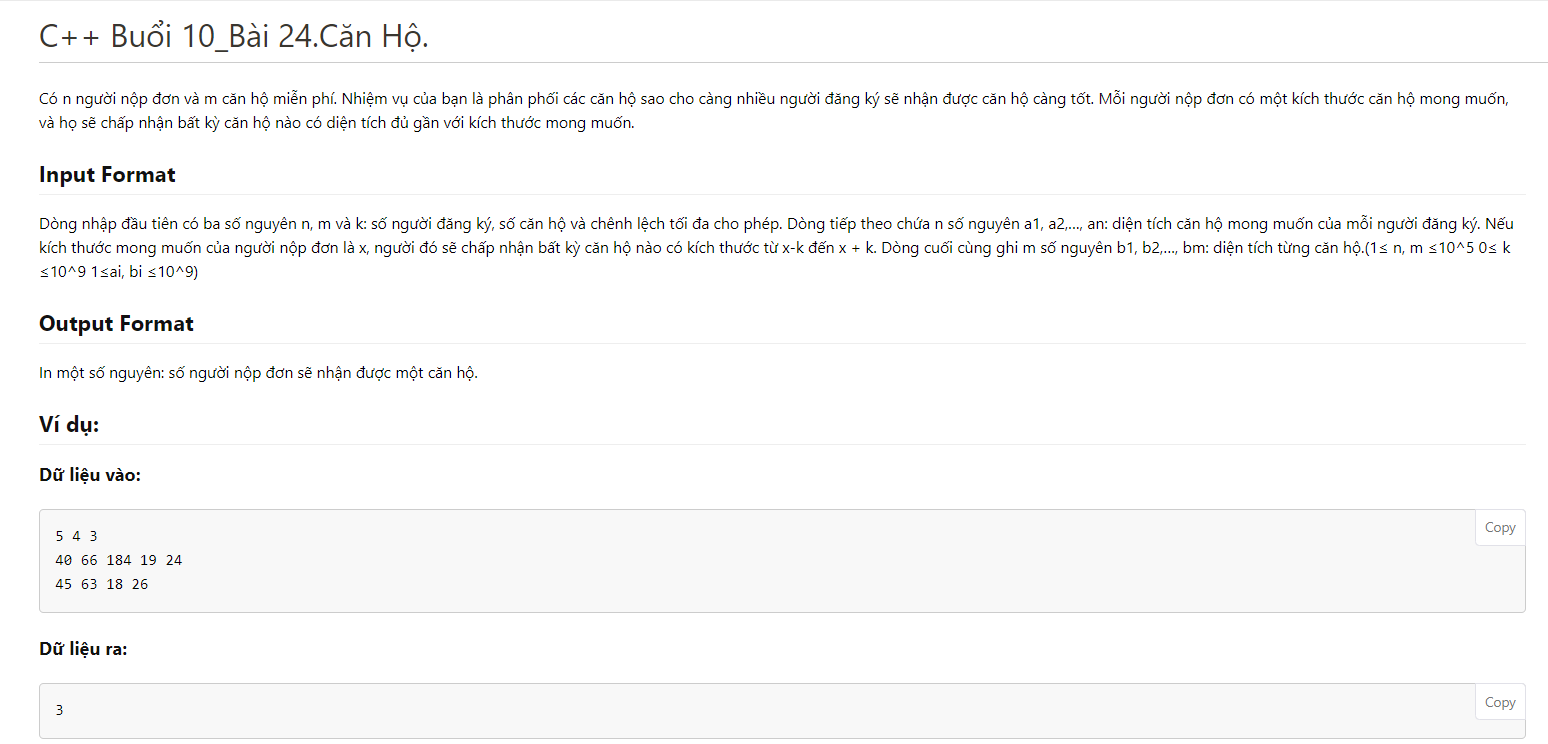 C++ Buổi 10_Bài 24.Căn Hộ.
Có n người nộp đơn và m căn hộ miễn phí. Nhiệm vụ của bạn là phân phối các căn hộ sao cho càng nhiều người đăng ký sẽ nhận được căn hộ càng tốt. Mỗi người nộp đơn có một kích thước căn hộ mong muốn,
và họ sẽ chấp nhận bất kỳ căn hộ nào có diện tích đủ gần với kích thước mong muốn.
Input Format
Dòng nhập đầu tiên có ba số nguyên n, m và k: số người đăng ký, số căn hộ và chênh lệch tối đa cho phép. Dòng tiếp theo chứa n số nguyên a1, a2,..., an: diện tích căn hộ mong muốn của mỗi người đăng ký. Nếu
kích thước mong muốn của người nộp đơn là x, người đó sẽ chấp nhận bất kỳ căn hộ nào có kích thước từ x-k đến x + k. Dòng cuối cùng ghi m số nguyên b1, b2,..., bm: diện tích từng căn hộ.(1≤ n, m ≤10^5 0≤ k
≤10^9 1≤ai, bi ≤10^9)
Output Format
In một số nguyên: số người nộp đơn sẽ nhận được một căn hộ.
Ví dụ:
Dữ liệu vào:
Copy
5 4 3
40 66 184 19 24
45 63 18 26
Dữ liệu ra:
Copy
3